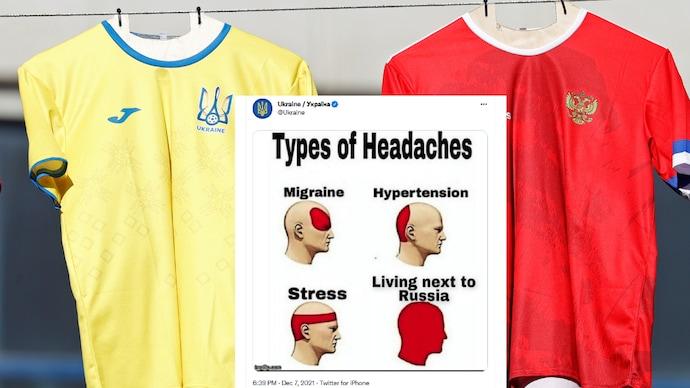 UKRAINE
Ukraine / Україна
@Ukraine
Types of Headaches
Migraine
Hypertension
Stress
Living next to
Russia
imgflip.com
6:39 PM · Dec 7, 2021 · Twitter for iPhone